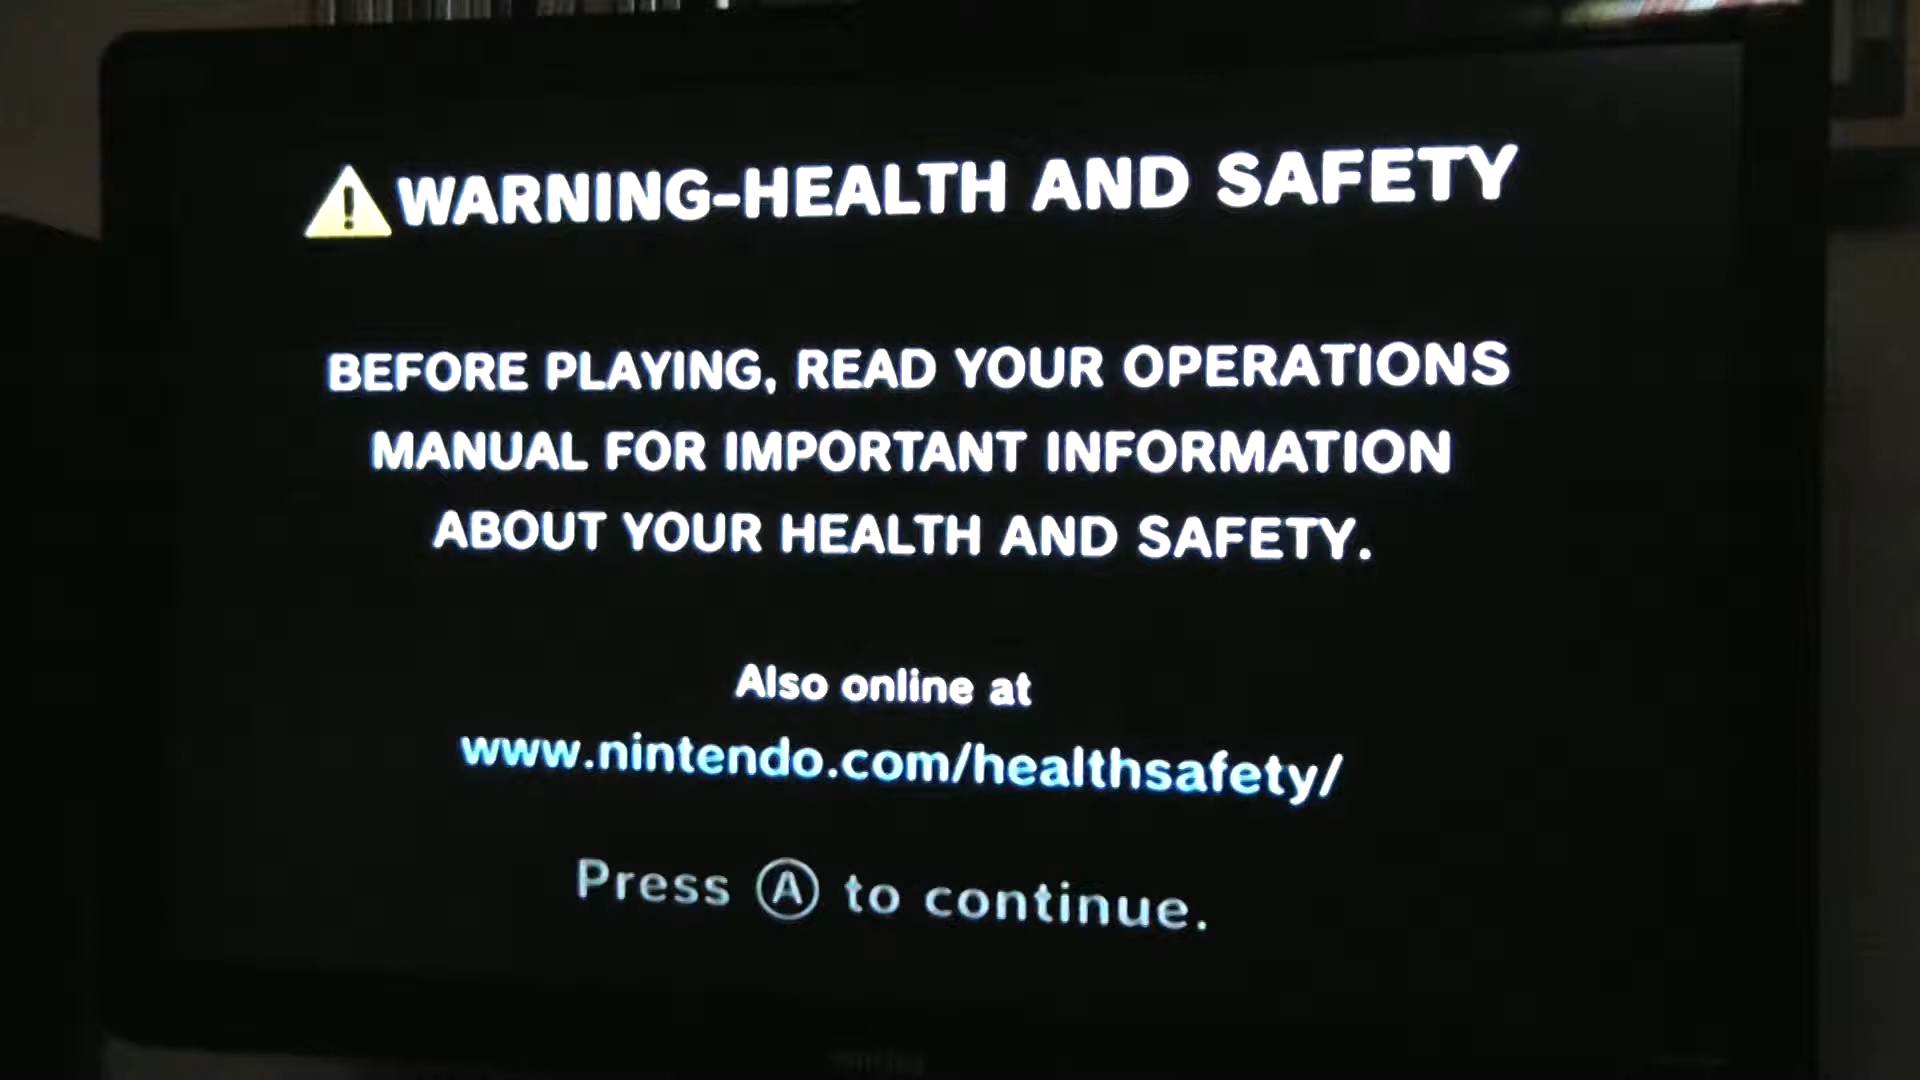 WARNING-HEALTH AND SAFETY
BEFORE PLAYING, READ YOUR OPERATIONS
MANUAL FOR IMPORTANT INFORMATION
ABOUT YOUR HEALTH AND SAFETY.
Also online at
www.nintendo.com/healthsafety/
Press Ⓐ to continue.